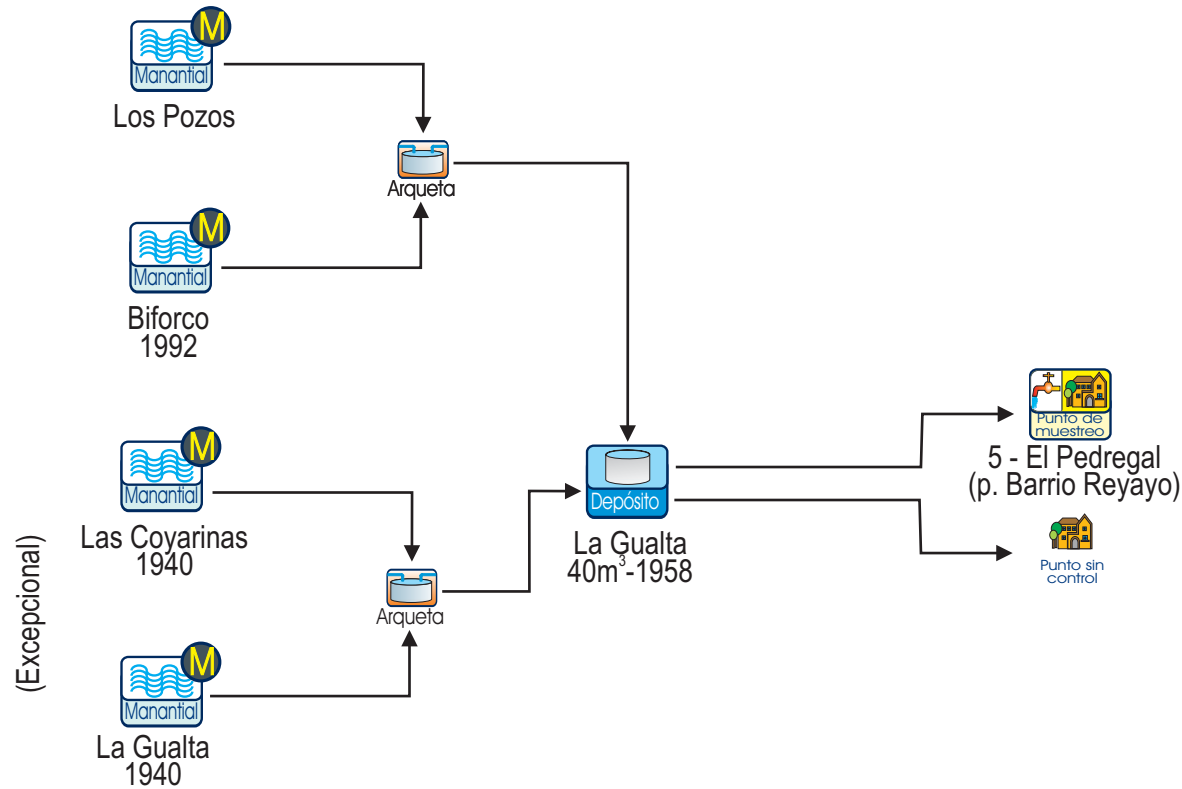 M
Manantial
Los Pozos
Arqueta
M
Manantial
Biforco
1992
M
Manantial
Las Coyarinas
1940
(Excepcional)
Arqueta
M
Manantial
La Gualta
1940
Depósito
La Gualta
40m³-1958
Punto de
muestreo
5 - El Pedregal
(p. Barrio Reyayo)
Punto sin
control